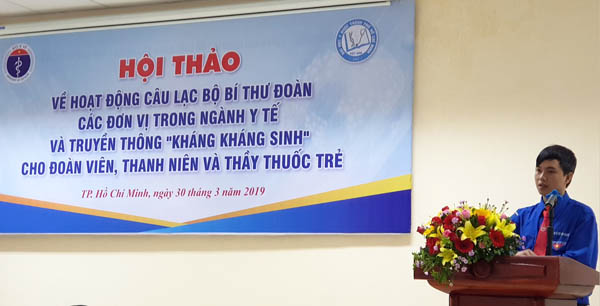 HỘI THẢO
VỀ HOẠT ĐỘNG CÂU LẠC BỘ BÍ THƯ ĐOÀN
CÁC ĐƠN VỊ TRONG NGÀNH Y TẾ
VÀ TRUYỀN THÔNG "KHÁNG KHÁNG SINH"
CHO ĐOÀN VIÊN, THANH NIÊN VÀ THẦY THUỐC TRẺ
TP. Hồ Chí Minh, ngày 30 tháng 3 năm 2019